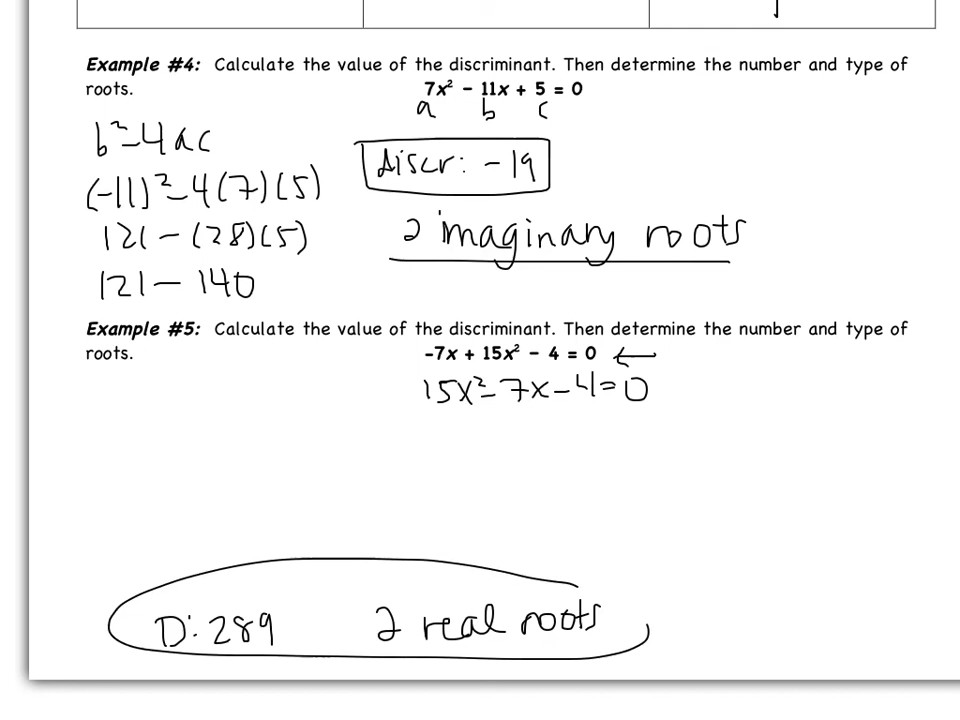 Example #4: Calculate the value of the discriminant. Then determine the number and type of
roots. 7x² - 11x + 5 = 0
a b c
b²-4ac
(-11)²-4(7)(5)
discr: -19
121-(28)(5)
2 imaginary roots
121-140
Example #5: Calculate the value of the discriminant. Then determine the number and type of
roots. -7x + 15x² - 4 = 0 ←
15x²-7x-4=0
D: 289 2 real roots